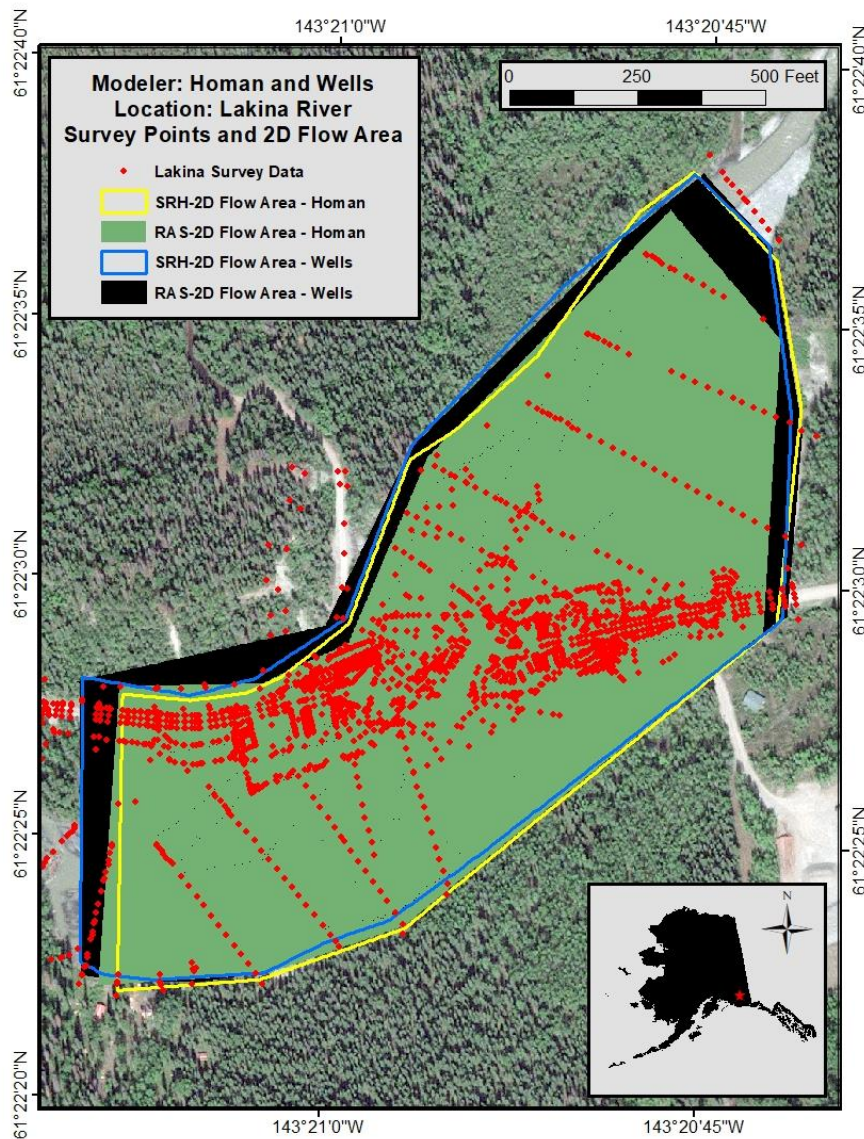 143°21'0"W
143°20'45"W
61°22'40"N
61°22'40"N
Modeler: Homan and Wells
Location: Lakina River
Survey Points and 2D Flow Area
Lakina Survey Data
SRH-2D Flow Area - Homan
RAS-2D Flow Area - Homan
SRH-2D Flow Area - Wells
RAS-2D Flow Area - Wells
0
250
500 Feet
61°22'35"N
61°22'35"N
61°22'30"N
61°22'30"N
61°22'25"N
61°22'25"N
N
61°22'20"N
61°22'20"N
143°21'0"W
143°20'45"W